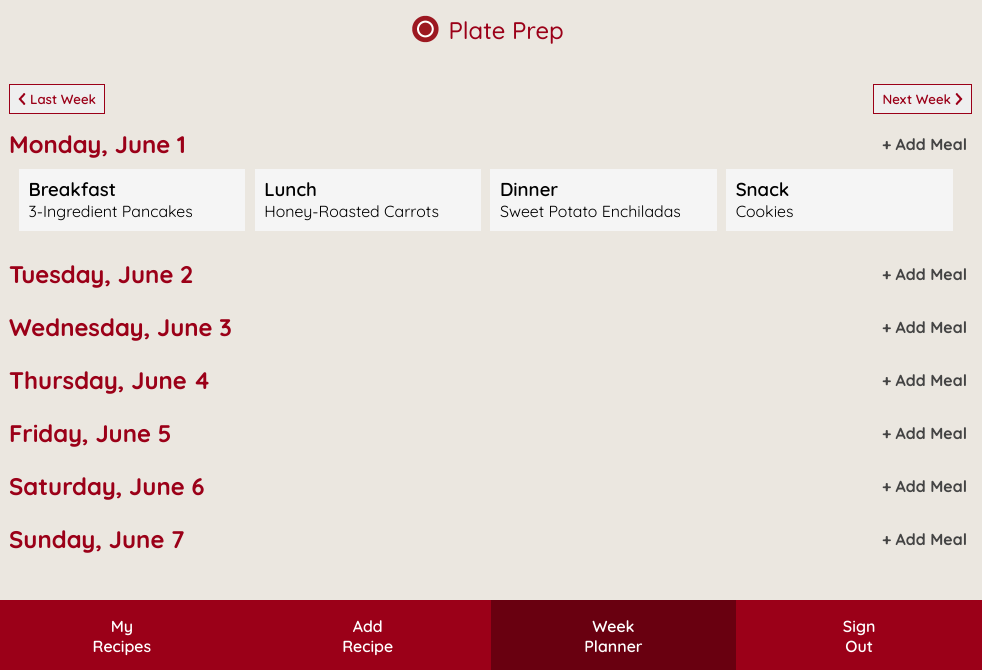 Plate Prep
Last Week
Next Week
Monday, June 1
+ Add Meal
Breakfast
3-Ingredient Pancakes
Lunch
Honey-Roasted Carrots
Dinner
Sweet Potato Enchiladas
Snack
Cookies
Tuesday, June 2
+ Add Meal
Wednesday, June 3
+ Add Meal
Thursday, June 4
+ Add Meal
Friday, June 5
+ Add Meal
Saturday, June 6
+ Add Meal
Sunday, June 7
+ Add Meal
My
Recipes
Add
Recipe
Week
Planner
Sign
Out